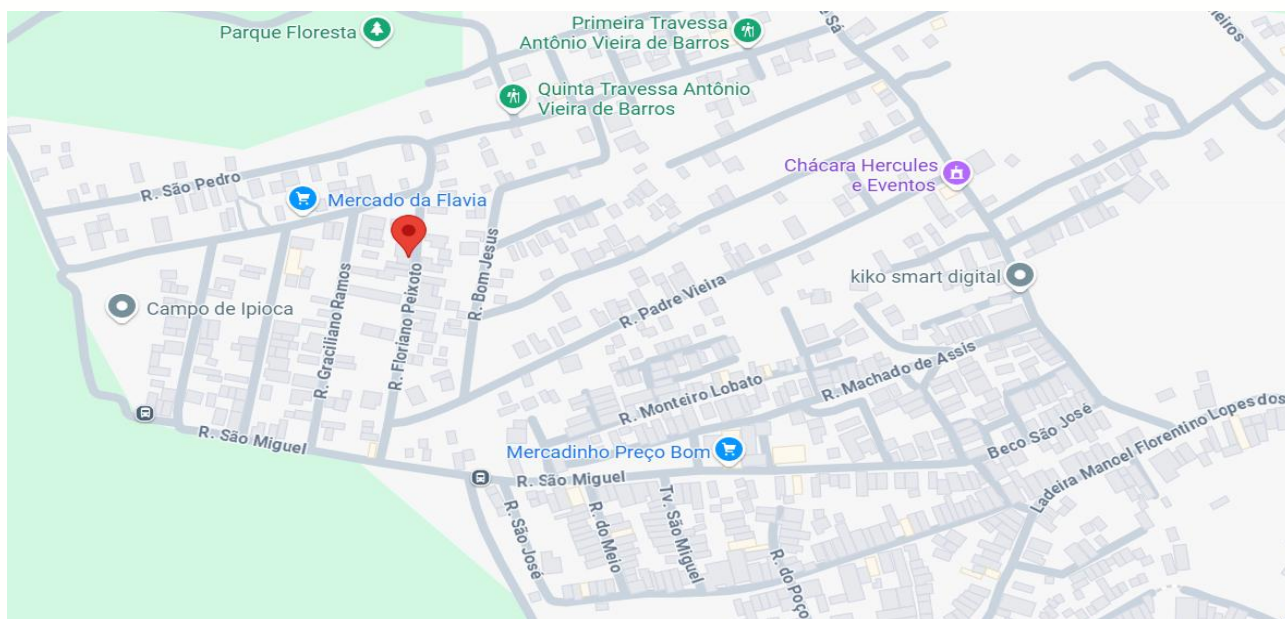 Parque Floresta
Primeira Travessa
Antônio Vieira de Barros
Sá
Quinta Travessa Antônio
Vieira de Barros
R. São Pedro
Mercado da Flavia
Chácara Hercules
e Eventos
R. Bom Jesus
kiko smart digital
Campo de Ipioca
R. Graciliano Ramos
R. Floriano Peixoto
R. Padre Vieira
R. Monteiro Lobato
R. Machado de Assis
R. São Miguel
Mercadinho Preço Bom
Beco São José
Ladeira Manoel Florentino Lopes dos
R. São Miguel
R. São José
R. do Meio
Tv. São Miguel
R. do Poço